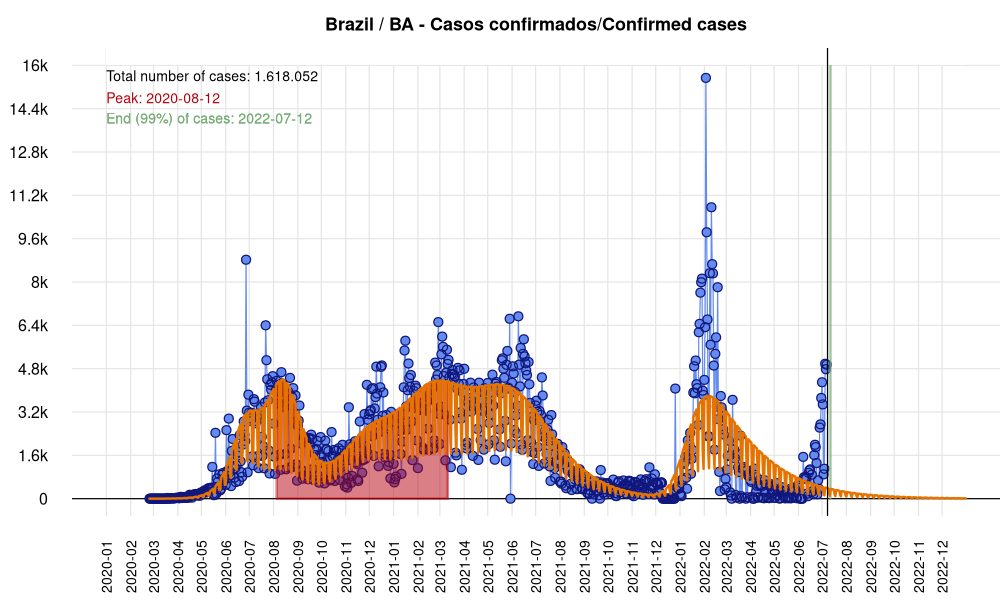 Brazil / BA - Casos confirmados/Confirmed cases
16k
14.4k
12.8k
11.2k
9.6k
8k
6.4k
4.8k
3.2k
1.6k
0
Total number of cases: 1.618.052
Peak: 2020-08-12
End (99%) of cases: 2022-07-12
2020-01
2020-02
2020-03
2020-04
2020-05
2020-06
2020-07
2020-08
2020-09
2020-10
2020-11
2020-12
2021-01
2021-02
2021-03
2021-04
2021-05
2021-06
2021-07
2021-08
2021-09
2021-10
2021-11
2021-12
2022-01
2022-02
2022-03
2022-04
2022-05
2022-06
2022-07
2022-08
2022-09
2022-10
2022-11
2022-12